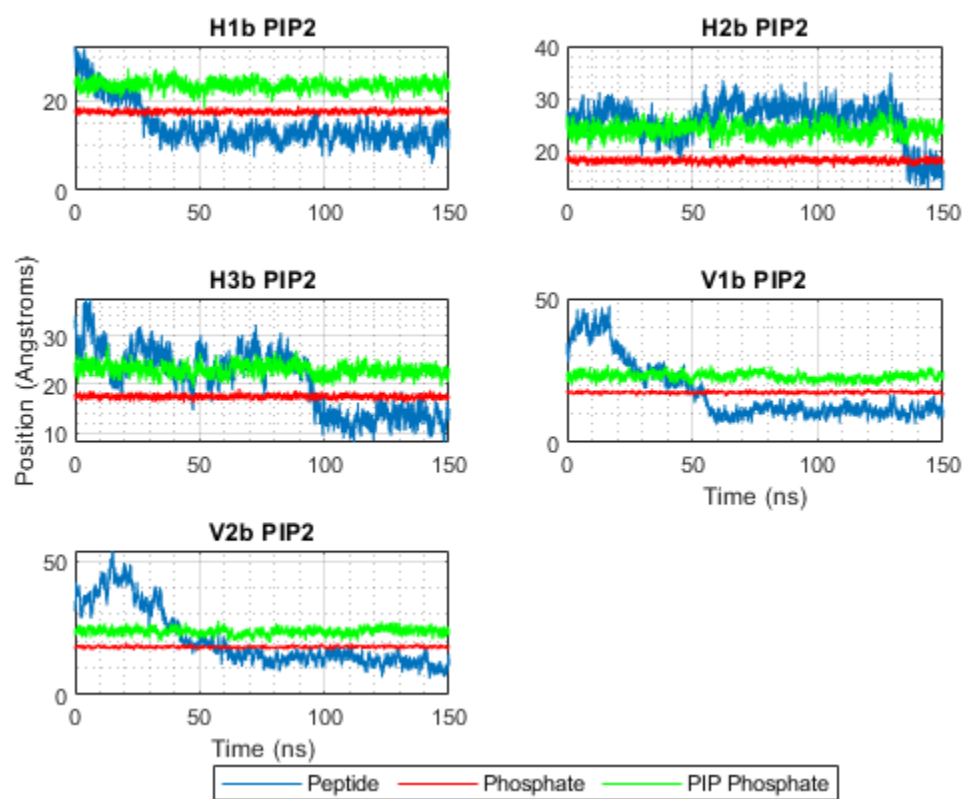 H1b PIP2
20
0
0 50 100 150
H2b PIP2
40
30
20
0 50 100 150
Position (Angstroms)
H3b PIP2
30
20
10
0 50 100 150
V1b PIP2
50
0
0 50 100 150
Time (ns)
V2b PIP2
50
0
0 50 100 150
Time (ns)
Peptide Phosphate PIP Phosphate